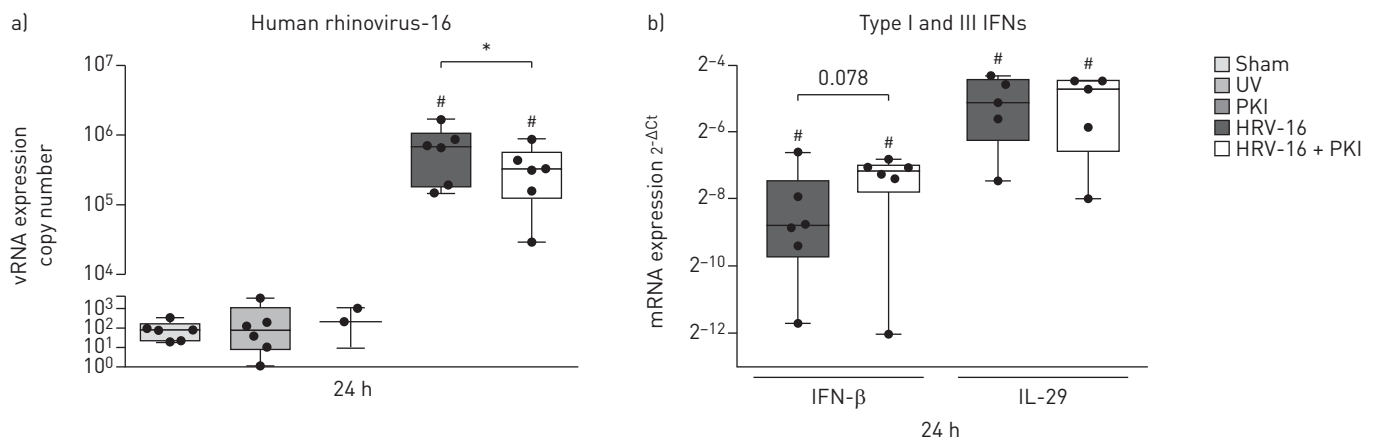 a) Human rhinovirus-16
vRNA expression
copy number
10⁷
10⁶
10⁵
10⁴
10³
10²
10¹
10⁰
*
#
#
24 h
b) Type I and III IFNs
mRNA expression 2⁻ΔCt
2⁻⁴
2⁻⁶
2⁻⁸
2⁻¹⁰
2⁻¹²
0.078
#
#
#
#
IFN-β IL-29
24 h
Sham
UV
PKI
HRV-16
HRV-16 + PKI